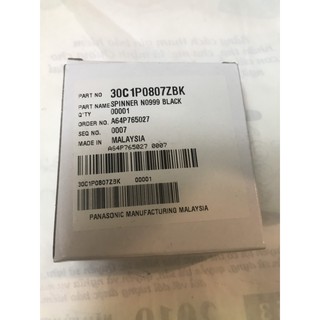 PART NO 30C1P0807ZBK
PART NAME SPINNER N0999 BLACK
Q'TY 00001
ORDER NO. A64P765027
SEQ NO. 0007
MADE IN MALAYSIA
A64P765027 0007
30C1P0807ZBK 00001
PANASONIC MANUFACTURING MALAYSIA